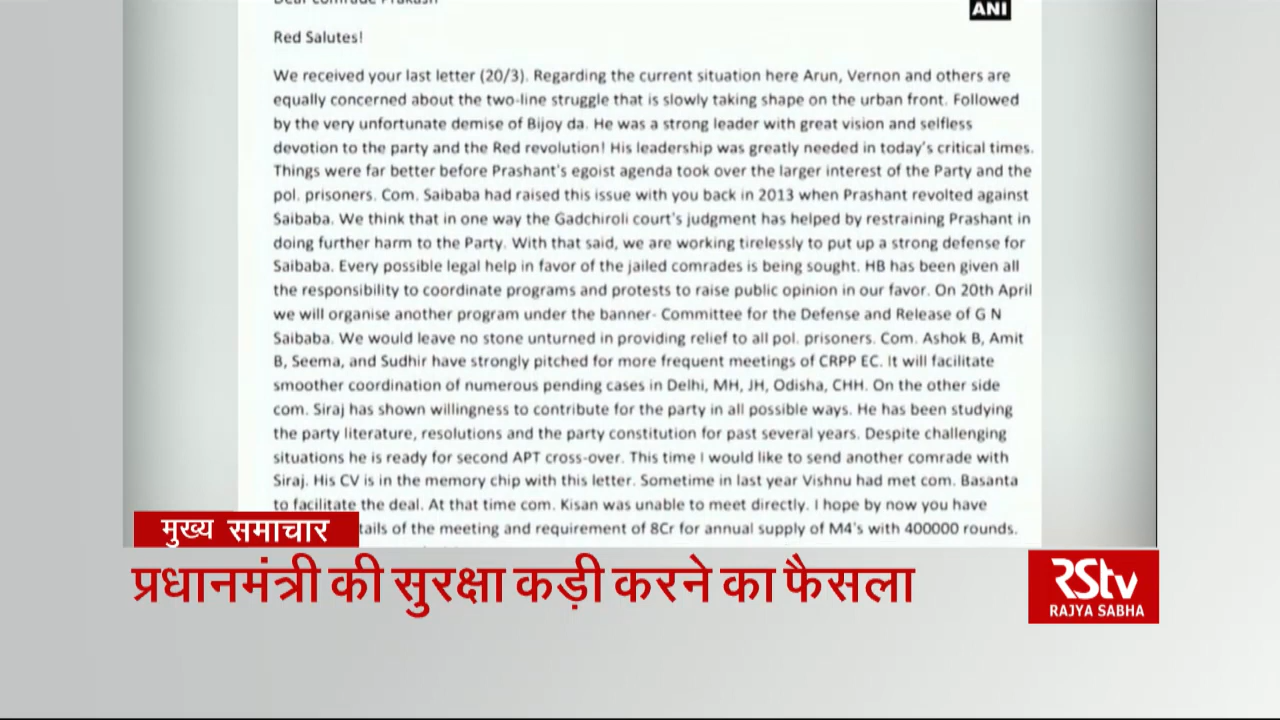 Dear Comrade Prakash
ANI
Red Salutes!
We received your last letter (20/3). Regarding the current situation here Arun, Vernon and others are
equally concerned about the two-line struggle that is slowly taking shape on the urban front. Followed
by the very unfortunate demise of Bijoy da. He was a strong leader with great vision and selfless
devotion to the party and the Red revolution! His leadership was greatly needed in today's critical times.
Things were far better before Prashant's egoist agenda took over the larger interest of the Party and the
pol. prisoners. Com. Saibaba had raised this issue with you back in 2013 when Prashant revolted against
Saibaba. We think that in one way the Gadchiroli court's judgment has helped by restraining Prashant in
doing further harm to the Party. With that said, we are working tirelessly to put up a strong defense for
Saibaba. Every possible legal help in favor of the jailed comrades is being sought. HB has been given all
the responsibility to coordinate programs and protests to raise public opinion in our favor. On 20th April
we will organise another program under the banner- Committee for the Defense and Release of G N
Saibaba. We would leave no stone unturned in providing relief to all pol. prisoners. Com. Ashok B, Amit
B, Seema, and Sudhir have strongly pitched for more frequent meetings of CRPP EC. It will facilitate
smoother coordination of numerous pending cases in Delhi, MH, JH, Odisha, CHH. On the other side
com. Siraj has shown willingness to contribute for the party in all possible ways. He has been studying
the party literature, resolutions and the party constitution for past several years. Despite challenging
situations he is ready for second APT cross-over. This time I would like to send another comrade with
Siraj. His CV is in the memory chip with this letter. Sometime in last year Vishnu had met com. Basanta
to facilitate the deal. At that time com. Kisan was unable to meet directly. I hope by now you have
tails of the meeting and requirement of 8Cr for annual supply of M4's with 400000 rounds.
मुख्य समाचार
प्रधानमंत्री की सुरक्षा कड़ी करने का फैसला
RStv
RAJYA SABHA